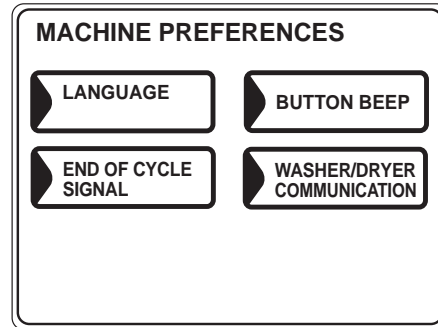 MACHINE PREFERENCES
LANGUAGE
BUTTON BEEP
END OF CYCLE
SIGNAL
WASHER/DRYER
COMMUNICATION